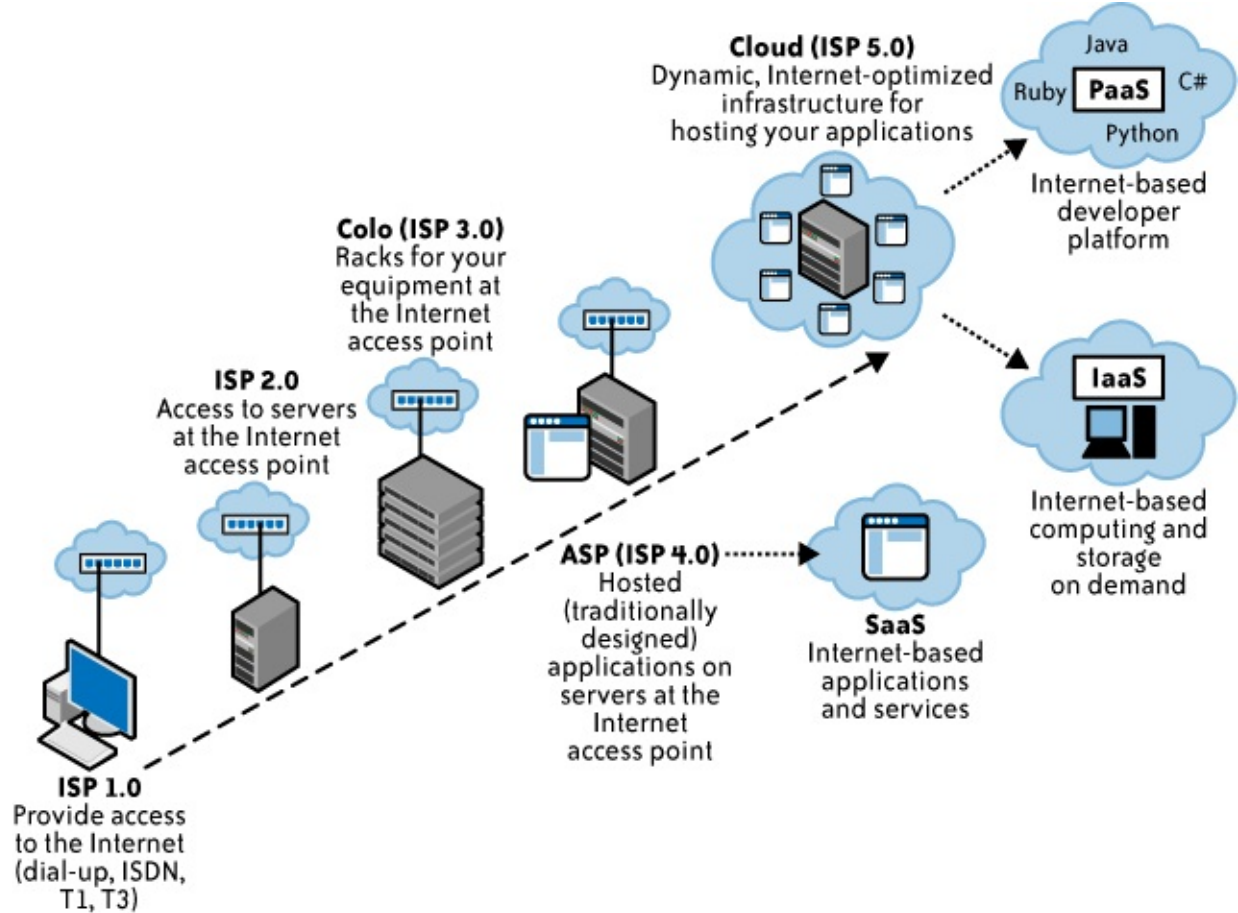 Cloud (ISP 5.0)
Dynamic, Internet-optimized
infrastructure for
hosting your applications
Java
Ruby
PaaS
C#
Python
Internet-based
developer
platform
Colo (ISP 3.0)
Racks for your
equipment at
the Internet
access point
ISP 2.0
Access to servers
at the Internet
access point
IaaS
Internet-based
computing and
storage
on demand
ASP (ISP 4.0)
Hosted
(traditionally
designed)
applications on
servers at the
Internet
access point
SaaS
Internet-based
applications
and services
ISP 1.0
Provide access
to the Internet
(dial-up, ISDN,
T1, T3)